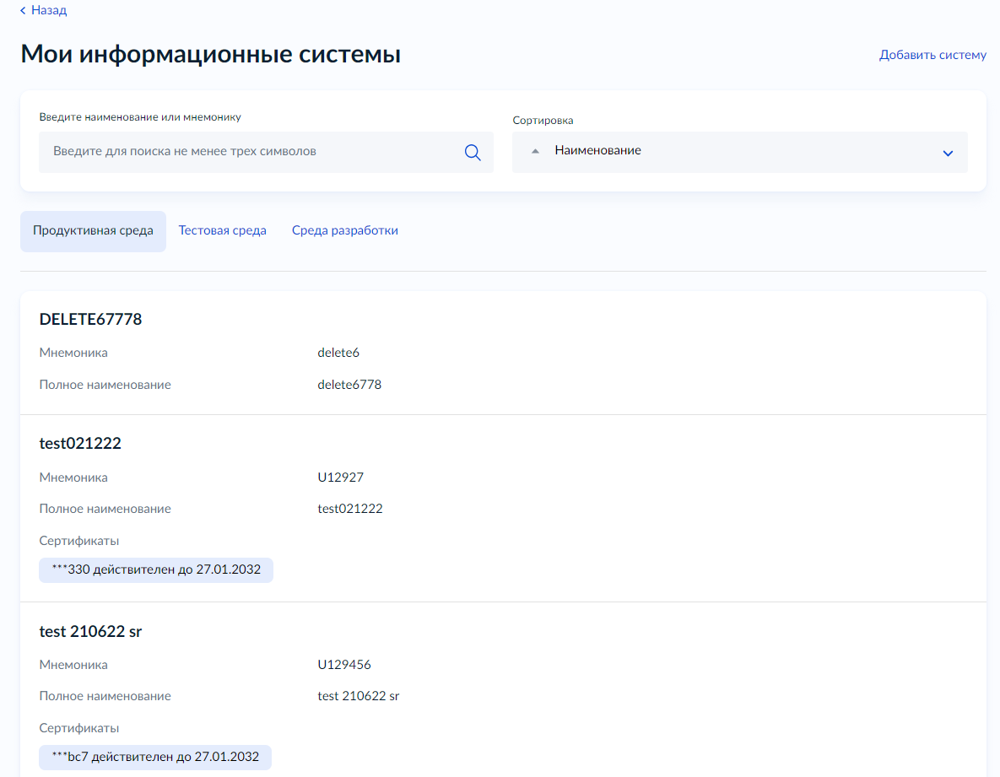 Назад
Мои информационные системы
Добавить систему
Введите наименование или мнемонику
Введите для поиска не менее трех символов
Сортировка
Наименование
Продуктивная среда Тестовая среда Среда разработки
DELETE67778
Мнемоника delete6
Полное наименование delete6778
test021222
Мнемоника U12927
Полное наименование test021222
Сертификаты
***330 действителен до 27.01.2032
test 210622 sr
Мнемоника U129456
Полное наименование test 210622 sr
Сертификаты
***bc7 действителен до 27.01.2032